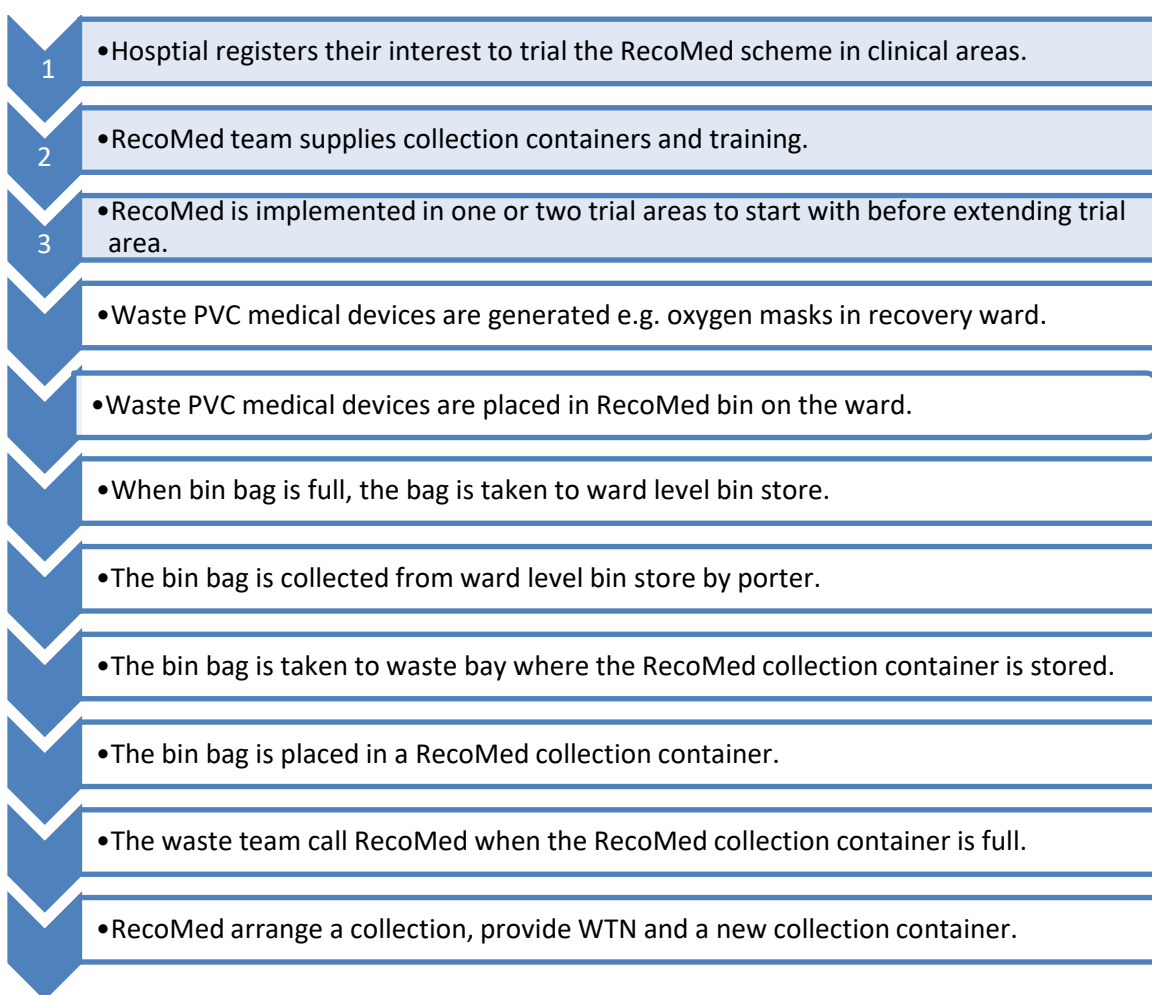 1
•Hosptial registers their interest to trial the RecoMed scheme in clinical areas.
2
•RecoMed team supplies collection containers and training.
3
•RecoMed is implemented in one or two trial areas to start with before extending trial
area.
•Waste PVC medical devices are generated e.g. oxygen masks in recovery ward.
•Waste PVC medical devices are placed in RecoMed bin on the ward.
•When bin bag is full, the bag is taken to ward level bin store.
•The bin bag is collected from ward level bin store by porter.
•The bin bag is taken to waste bay where the RecoMed collection container is stored.
•The bin bag is placed in a RecoMed collection container.
•The waste team call RecoMed when the RecoMed collection container is full.
•RecoMed arrange a collection, provide WTN and a new collection container.